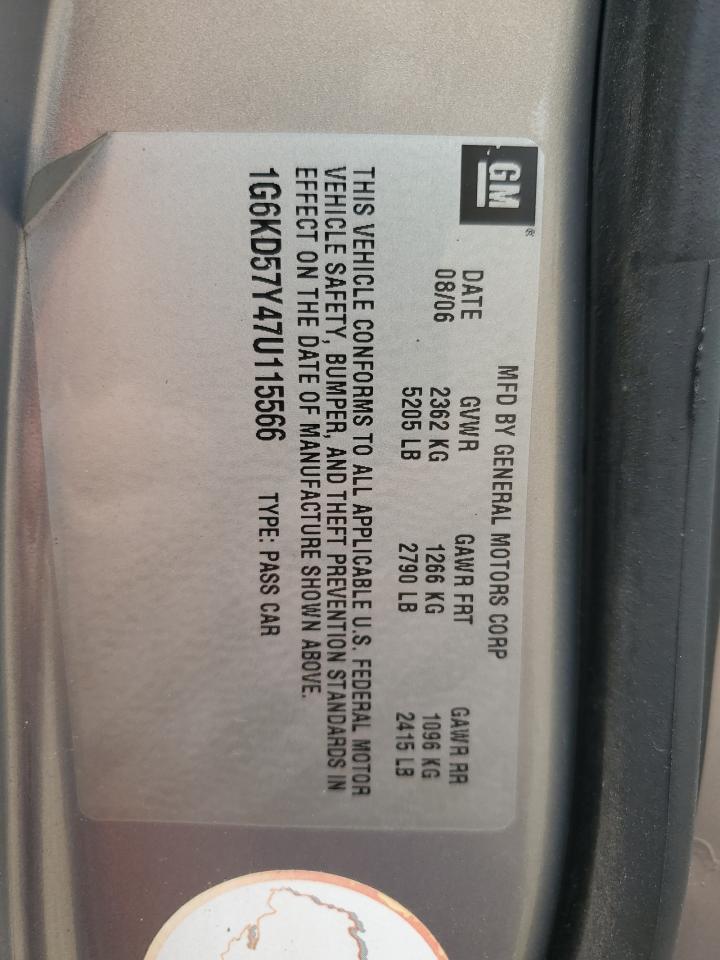 GM ®
MFD BY GENERAL MOTORS CORP
DATE GVWR GAWR FRT GAWR RR
08/06 2362 KG 1266 KG 1096 KG
5205 LB 2790 LB 2415 LB
THIS VEHICLE CONFORMS TO ALL APPLICABLE U.S. FEDERAL MOTOR
VEHICLE SAFETY, BUMPER, AND THEFT PREVENTION STANDARDS IN
EFFECT ON THE DATE OF MANUFACTURE SHOWN ABOVE.
1G6KD57Y47U115566 TYPE: PASS CAR